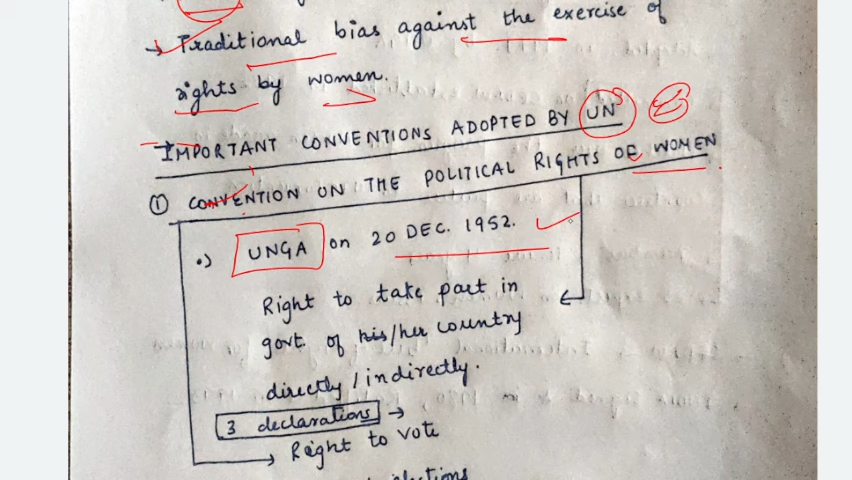 → Traditional bias against the exercise of
rights by women.
→ IMPORTANT CONVENTIONS ADOPTED BY UN
① CONVENTION ON THE POLITICAL RIGHTS OF WOMEN
•) UNGA on 20 DEC. 1952.
Right to take part in
govt. of his/her country
directly / indirectly.
3 declarations →
Right to vote
elections